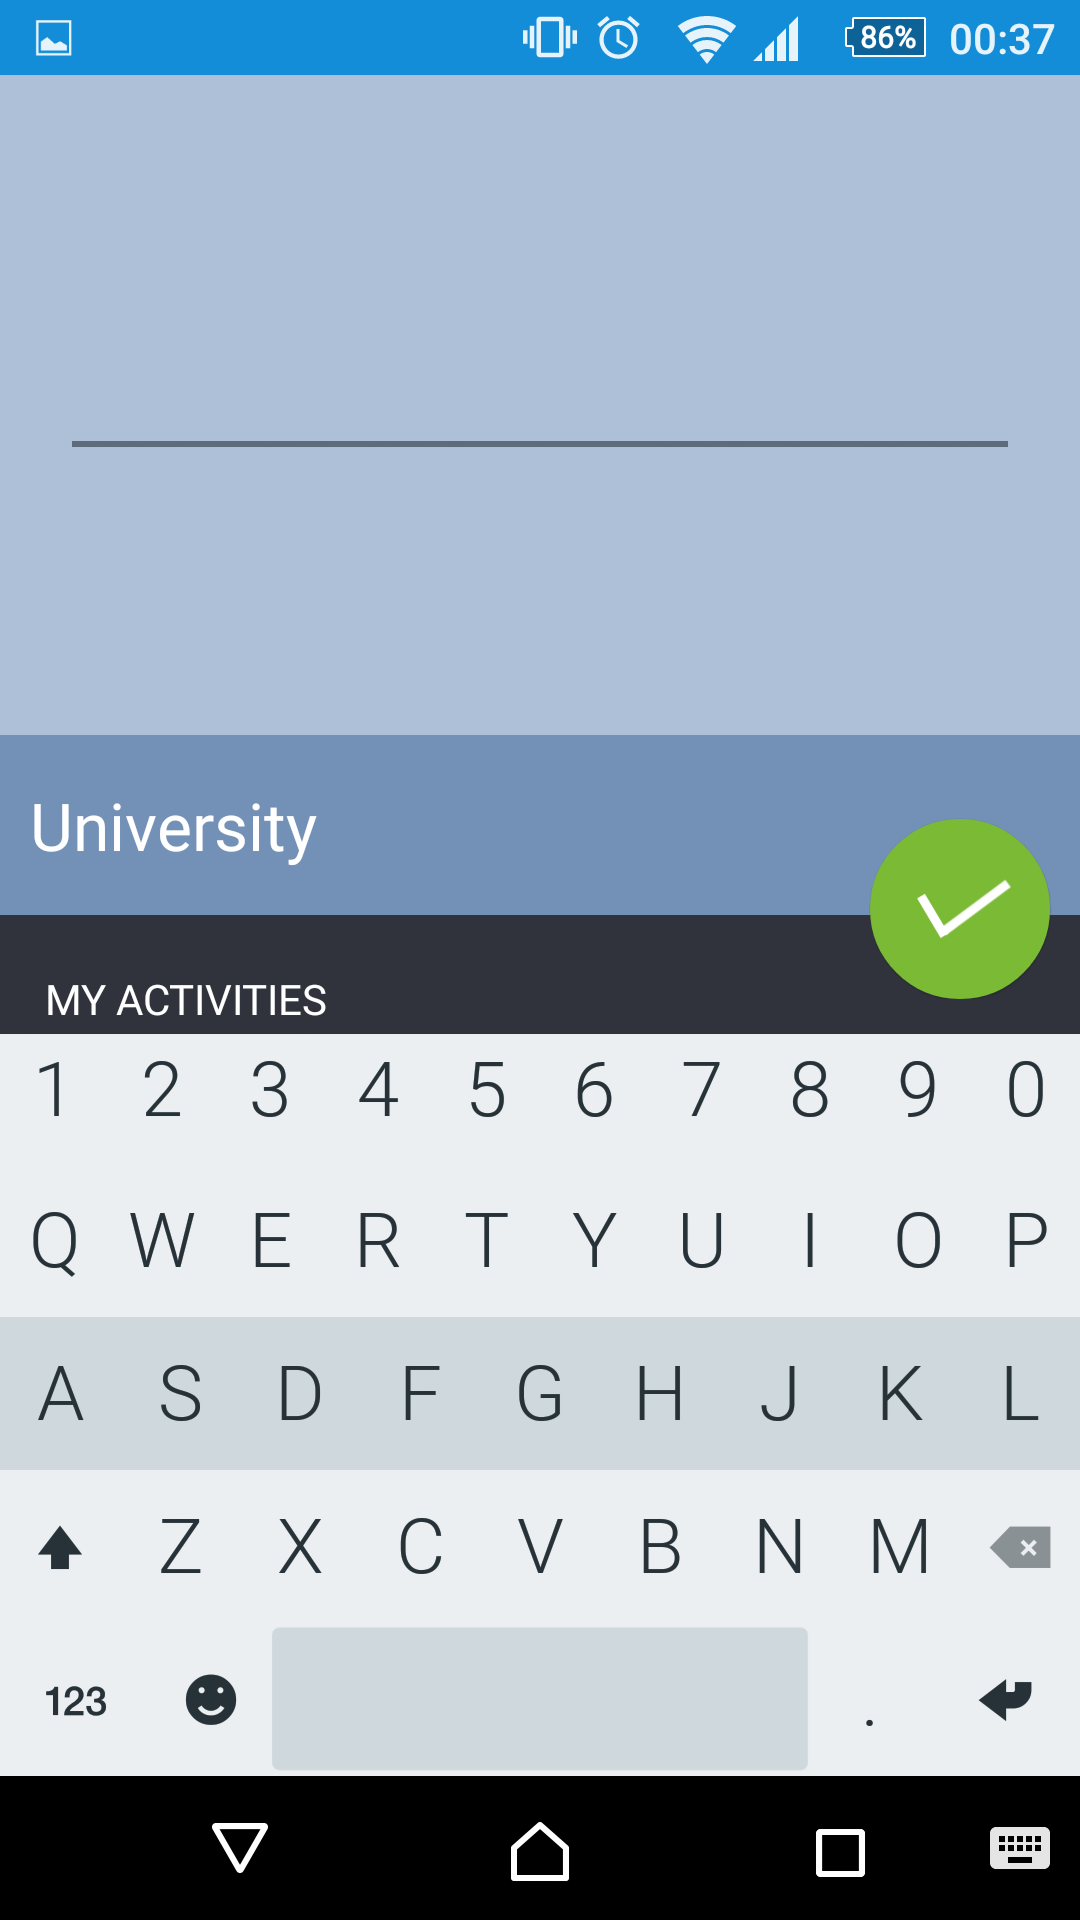 86% 00:37
University
MY ACTIVITIES
1 2 3 4 5 6 7 8 9 0
Q W E R T Y U I O P
A S D F G H J K L
Z X C V B N M
123 .